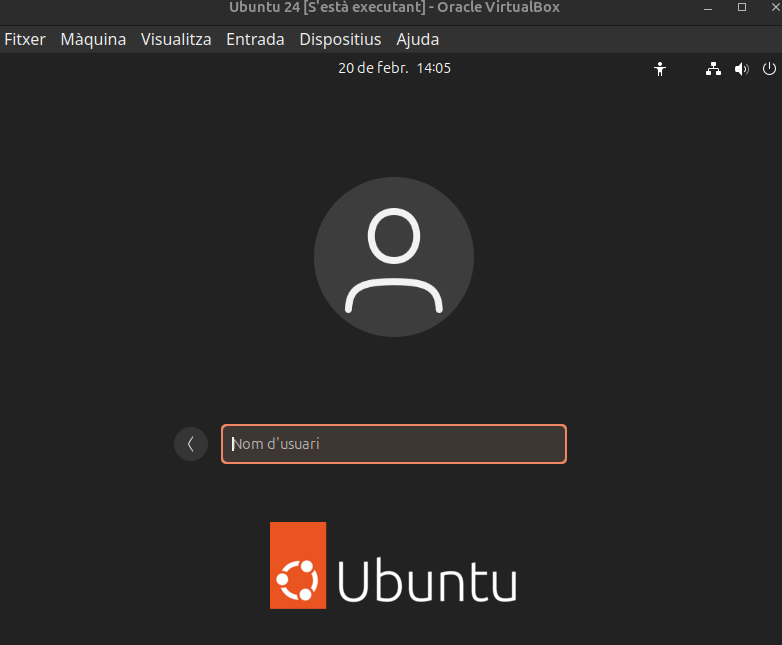 Ubuntu 24 [S'està executant] - Oracle VirtualBox
Fitxer Màquina Visualitza Entrada Dispositius Ajuda
20 de febr. 14:05
Nom d'usuari
Ubuntu